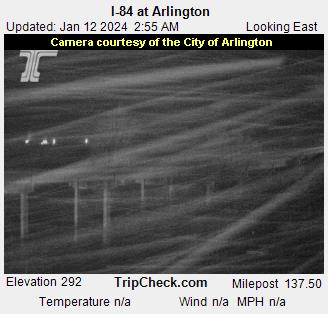 I-84 at Arlington
Updated: Jan 12 2024 2:55 AM Looking East
Camera courtesy of the City of Arlington
Elevation 292 TripCheck.com Milepost 137.50
Temperature n/a Wind n/a MPH n/a